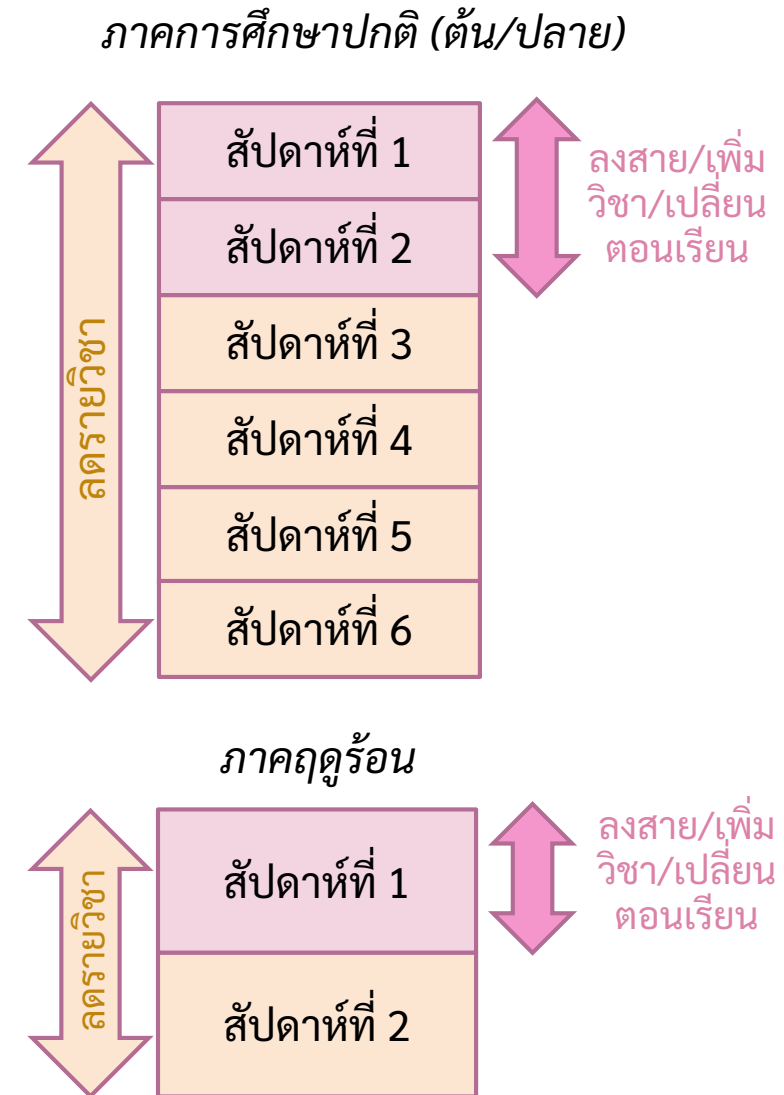 ภาคการศึกษาปกติ (ต้น/ปลาย)
สัปดาห์ที่ 1
สัปดาห์ที่ 2
สัปดาห์ที่ 3
สัปดาห์ที่ 4
สัปดาห์ที่ 5
สัปดาห์ที่ 6
ลดรายวิชา
ลงสาย/เพิ่ม
วิชา/เปลี่ยน
ตอนเรียน
ภาคฤดูร้อน
สัปดาห์ที่ 1
สัปดาห์ที่ 2
ลดรายวิชา
ลงสาย/เพิ่ม
วิชา/เปลี่ยน
ตอนเรียน